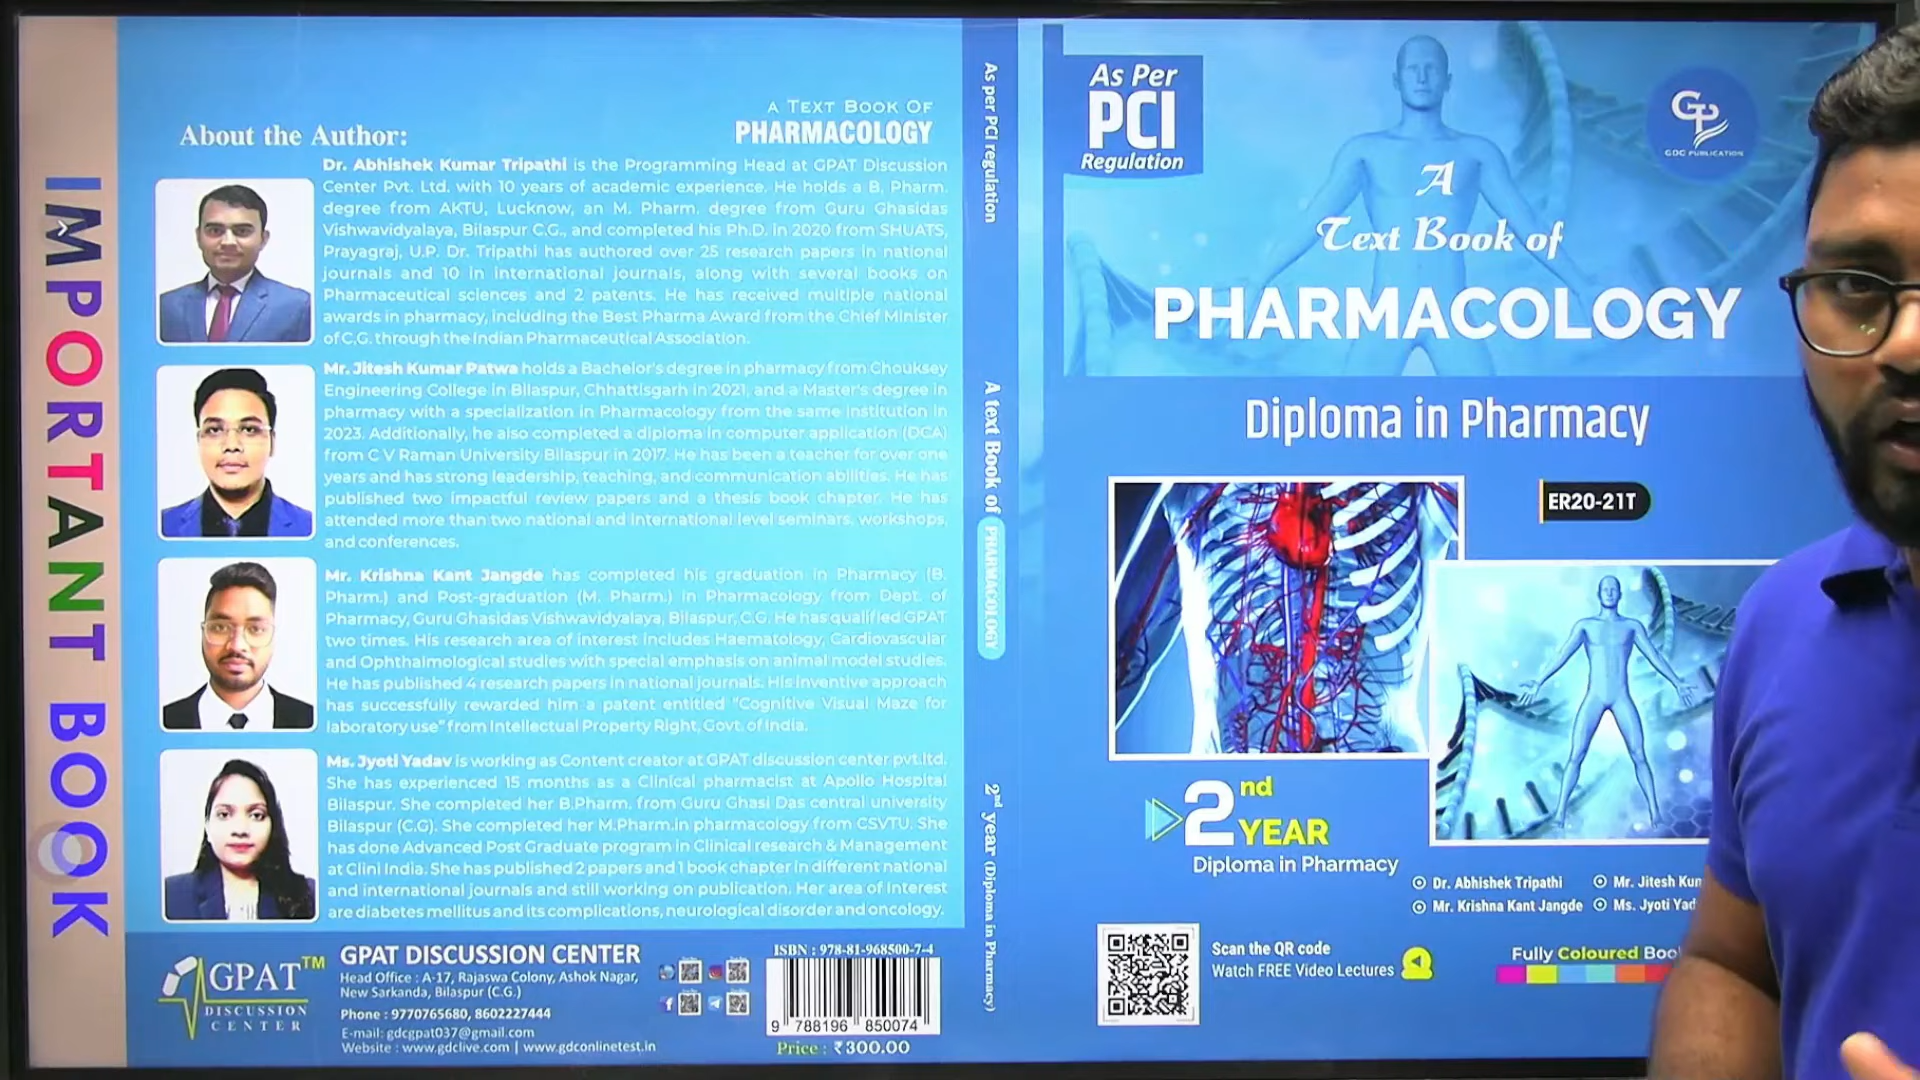 IMPORTANT BOOK
A TEXT BOOK OF
PHARMACOLOGY
About the Author:
Dr. Abhishek Kumar Tripathi is the Programming Head at GPAT Discussion
Center Pvt. Ltd. with 10 years of academic experience. He holds a B. Pharm.
degree from AKTU, Lucknow, an M. Pharm. degree from Guru Ghasidas
Vishwavidyalaya, Bilaspur C.G., and completed his Ph.D. in 2020 from SHUATS,
Prayagraj, U.P. Dr. Tripathi has authored over 25 research papers in national
journals and 10 in international journals, along with several books on
Pharmaceutical sciences and 2 patents. He has received multiple national
awards in pharmacy, including the Best Pharma Award from the Chief Minister
of C.G. through the Indian Pharmaceutical Association.
Mr. Jitesh Kumar Patwa holds a Bachelor's degree in pharmacy from Chouksey
Engineering College in Bilaspur, Chhattisgarh in 2021, and a Master's degree in
pharmacy with a specialization in Pharmacology from the same institution in
2023. Additionally, he also completed a diploma in computer application (DCA)
from C V Raman University Bilaspur in 2017. He has been a teacher for over one
years and has strong leadership, teaching, and communication abilities. He has
published two impactful review papers and a thesis book chapter. He has
attended more than two national and international level seminars, workshops,
and conferences.
Mr. Krishna Kant Jangde has completed his graduation in Pharmacy (B.
Pharm.) and Post-graduation (M. Pharm.) in Pharmacology from Dept. of
Pharmacy, Guru Ghasidas Vishwavidyalaya, Bilaspur, C.G. He has qualified GPAT
two times. His research area of interest includes Haematology, Cardiovascular
and Ophthalmological studies with special emphasis on animal model studies.
He has published 4 research papers in national journals. His inventive approach
has successfully rewarded him a patent entitled "Cognitive Visual Maze for
laboratory use" from Intellectual Property Right, Govt. of India.
Ms. Jyoti Yadav is working as Content creator at GPAT discussion center pvt.ltd.
She has experienced 15 months as a Clinical pharmacist at Apollo Hospital
Bilaspur. She completed her B.Pharm. from Guru Ghasi Das central university
Bilaspur (C.G). She completed her M.Pharm.in pharmacology from CSVTU. She
has done Advanced Post Graduate program in Clinical research & Management
at Clini India. She has published 2 papers and 1 book chapter in different national
and international journals and still working on publication. Her area of Interest
are diabetes mellitus and its complications, neurological disorder and oncology.
GPAT TM
DISCUSSION
CENTER
GPAT DISCUSSION CENTER
Head Office : A-17, Rajaswa Colony, Ashok Nagar,
New Sarkanda, Bilaspur (C.G.)
Phone : 9770765680, 8602227444
E-mail: gdcgpat037@gmail.com
Website : www.gdclive.com | www.gdconlinetest.in
ISBN : 978-81-968500-7-4
9 788196 850074
Price : ₹300.00
As per PCI regulation
A text Book of PHARMACOLOGY
2nd year (Diploma in Pharmacy)
As Per
PCI
Regulation
GDC PUBLICATION
A
Text Book of
PHARMACOLOGY
Diploma in Pharmacy
ER20-21T
2nd
YEAR
Diploma in Pharmacy
Dr. Abhishek Tripathi
Mr. Jitesh
Mr. Krishna Kant Jangde
Ms. Jyoti
Scan the QR code
Watch FREE Video Lectures
Fully Coloured